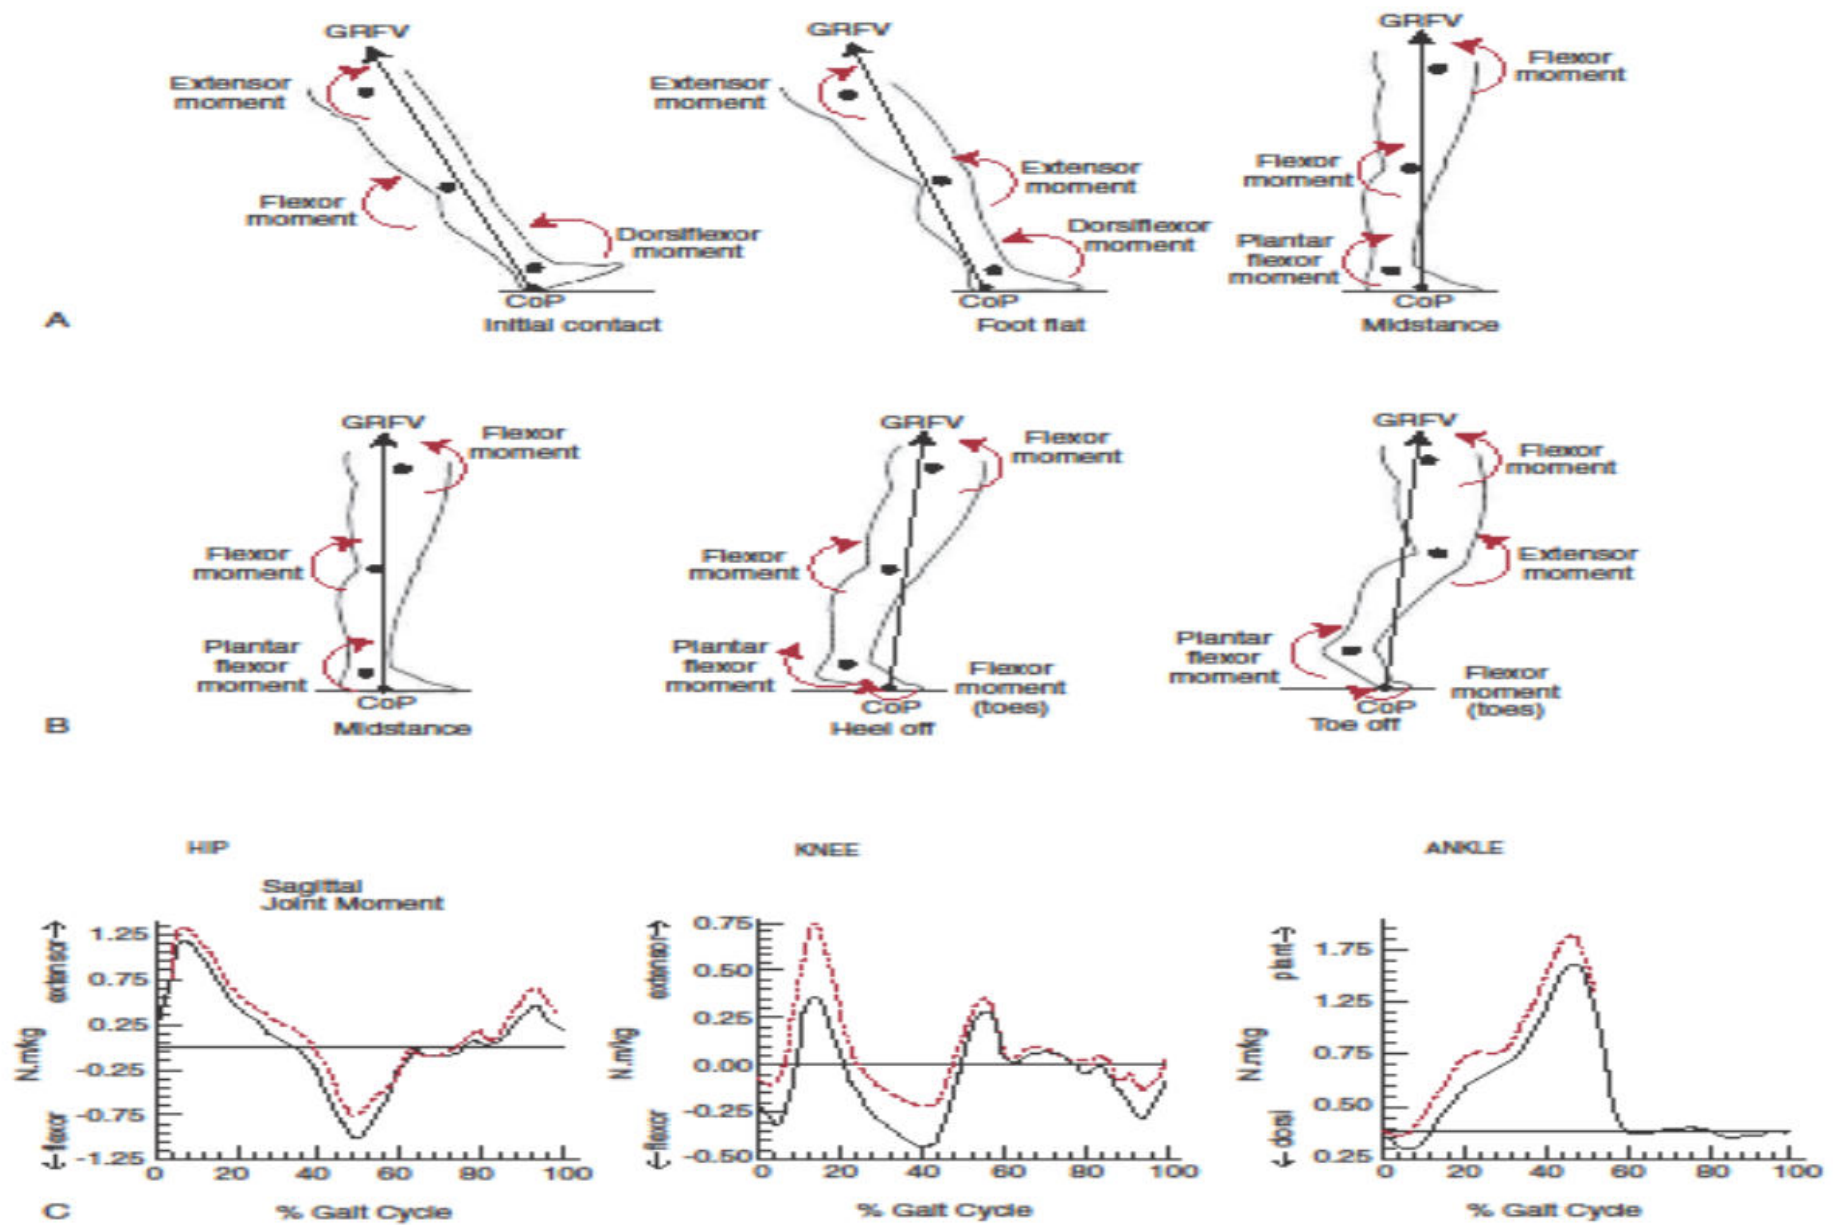 GRFV
Extensor
moment
Flexor
moment
Dorsiflexor
moment
CoP
Initial contact
GRFV
Extensor
moment
Extensor
moment
Dorsiflexor
moment
CoP
Foot flat
GRFV
Flexor
moment
Flexor
moment
Plantar
flexor
moment
CoP
Midstance
A
GRFV
Flexor
moment
Flexor
moment
Plantar
flexor
moment
CoP
Midstance
GRFV
Flexor
moment
Flexor
moment
Plantar
flexor
moment
Flexor
moment
(toes)
CoP
Heel off
GRFV
Flexor
moment
Extensor
moment
Plantar
flexor
moment
Flexor
moment
(toes)
CoP
Toe off
B
HIP
Sagittal
Joint Moment
extensor
N.m/kg
flexor
1.25
0.75
0.25
-0.25
-0.75
-1.25
0 20 40 60 80 100
% Gait Cycle
KNEE
extensor
N.m/kg
flexor
0.75
0.50
0.25
0.00
-0.25
-0.50
0 20 40 60 80 100
% Gait Cycle
ANKLE
plant
N.m/kg
dorsi
1.75
1.25
0.75
0.50
0.25
0 20 40 60 80 100
% Gait Cycle
C